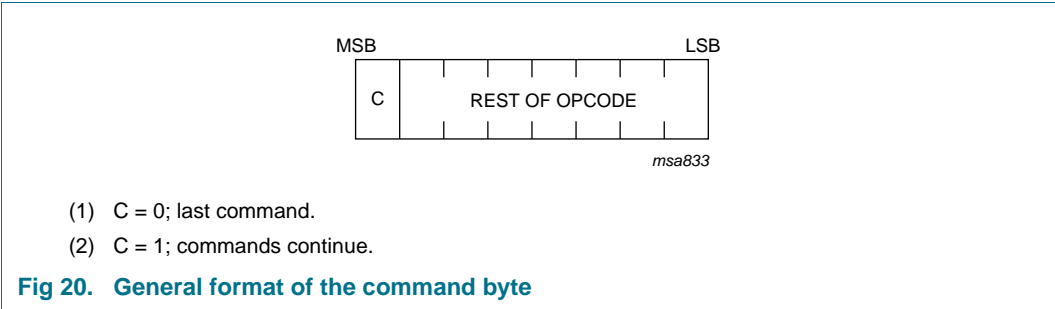 MSB LSB
C REST OF OPCODE
msa833
(1) C = 0; last command.
(2) C = 1; commands continue.
Fig 20. General format of the command byte